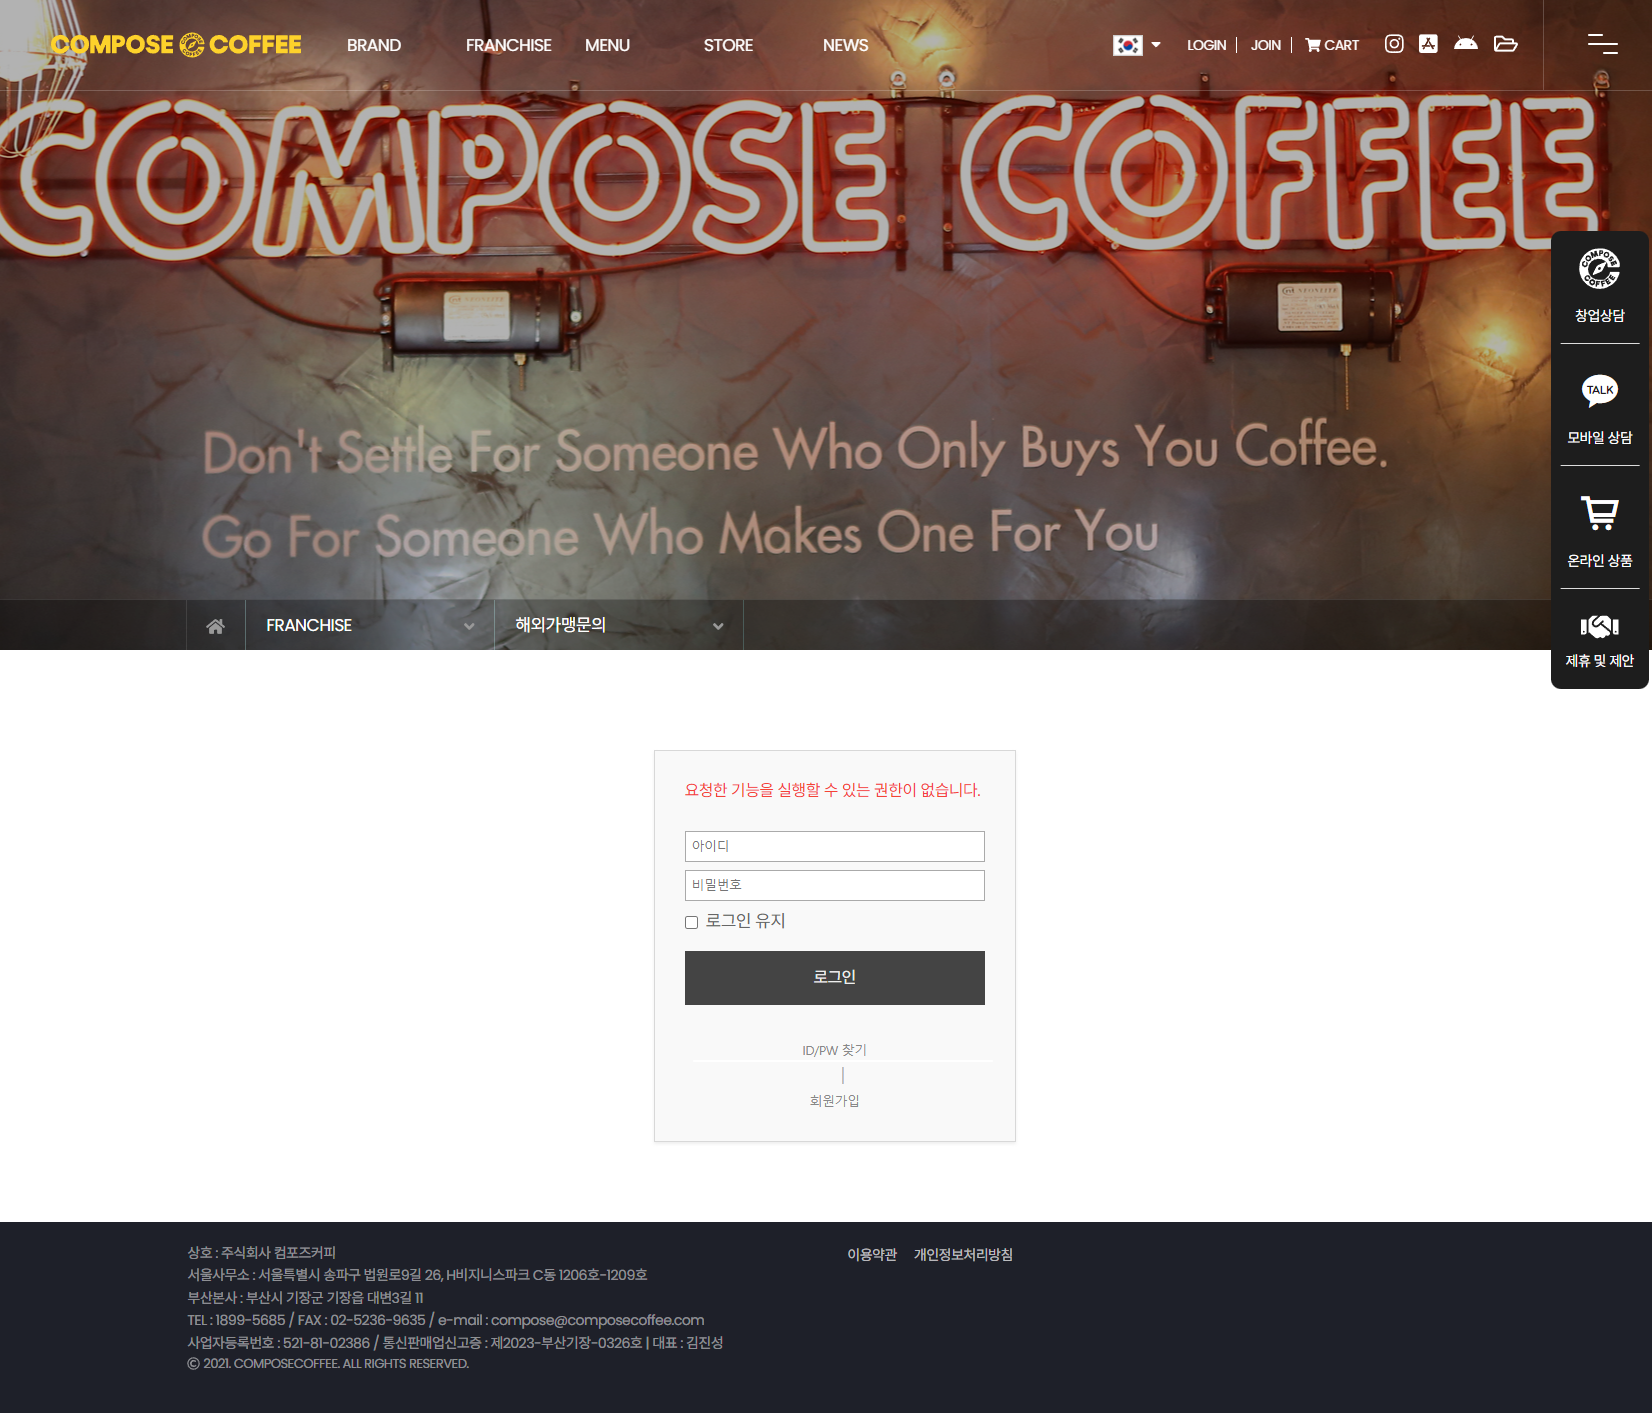 COMPOSE COFFEE
BRAND
FRANCHISE
MENU
STORE
NEWS
LOGIN
JOIN
CART
COMPOSE COFFEE
COMPOSE COFFEE
창업상담
TALK
모바일 상담
온라인 상품
제휴 및 제안
Don't Settle For Someone Who Only Buys You Coffee.
Go For Someone Who Makes One For You
FRANCHISE
해외가맹문의
요청한 기능을 실행할 수 있는 권한이 없습니다.
아이디
비밀번호
로그인 유지
로그인
ID/PW 찾기
|
회원가입
상호 : 주식회사 컴포즈커피
서울사무소 : 서울특별시 송파구 법원로9길 26, H비지니스파크 C동 1206호-1209호
부산본사 : 부산시 기장군 기장읍 대변3길 11
TEL : 1899-5685 / FAX : 02-5236-9635 / e-mail : compose@composecoffee.com
사업자등록번호 : 521-81-02386 / 통신판매업신고증 : 제2023-부산기장-0326호 | 대표 : 김진성
© 2021. COMPOSECOFFEE. ALL RIGHTS RESERVED.
이용약관
개인정보처리방침